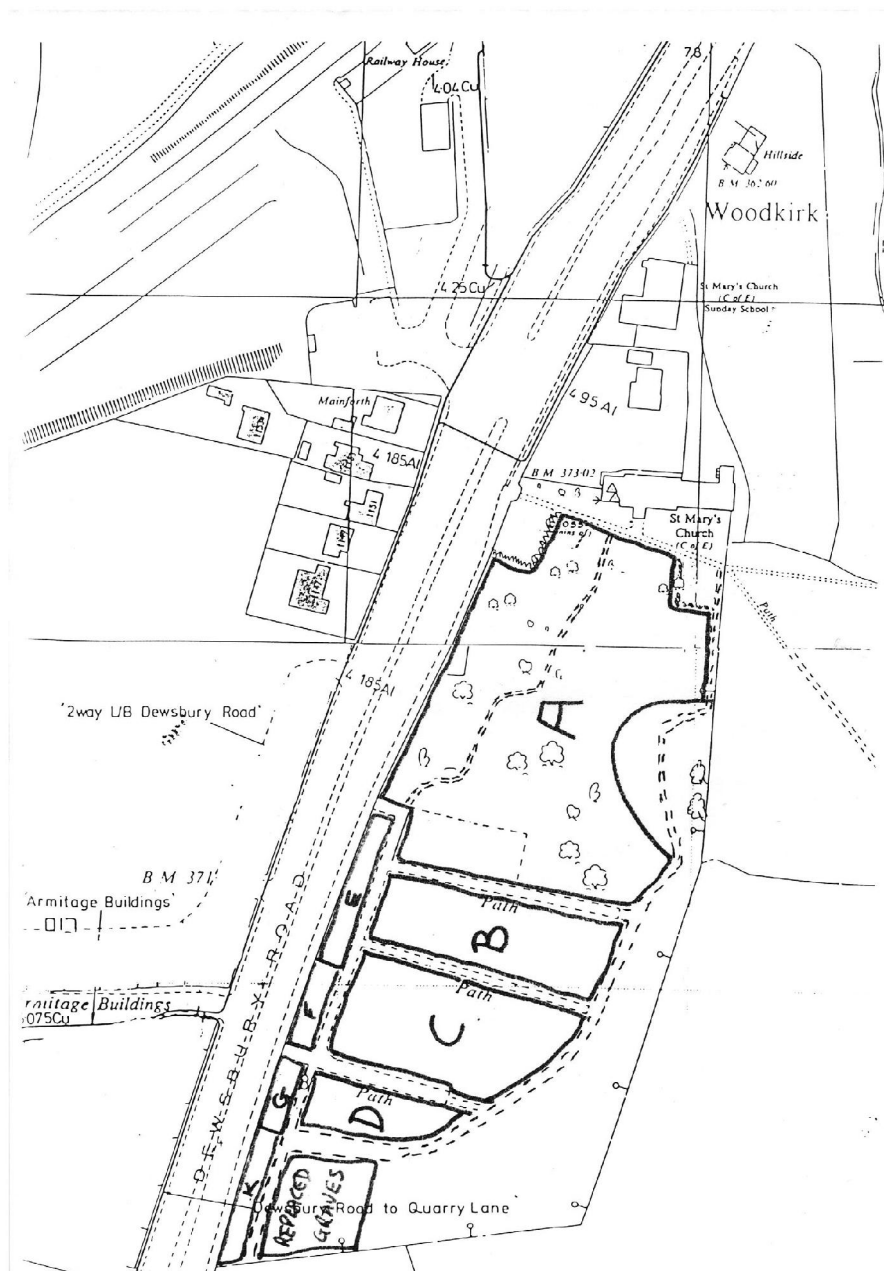 78
Railway House
4.04Cu
Hillside
B M 362·60
Woodkirk
St Mary's Church
(C of E)
Sunday School
4 25Cu
4 95Al
Mainforth
4 185Al
1151
B M 373·02
St Mary's
Church
(C of E)
Path
4 185Al
'2way L/B Dewsbury Road'
A
B M 371
'Armitage Buildings'
DEWSBURY ROAD
E
Path
B
Path
F
C
Buildings
075Cu
G
Path
D
K
REPLACED
GRAVES
Dewsbury Road to Quarry Lane